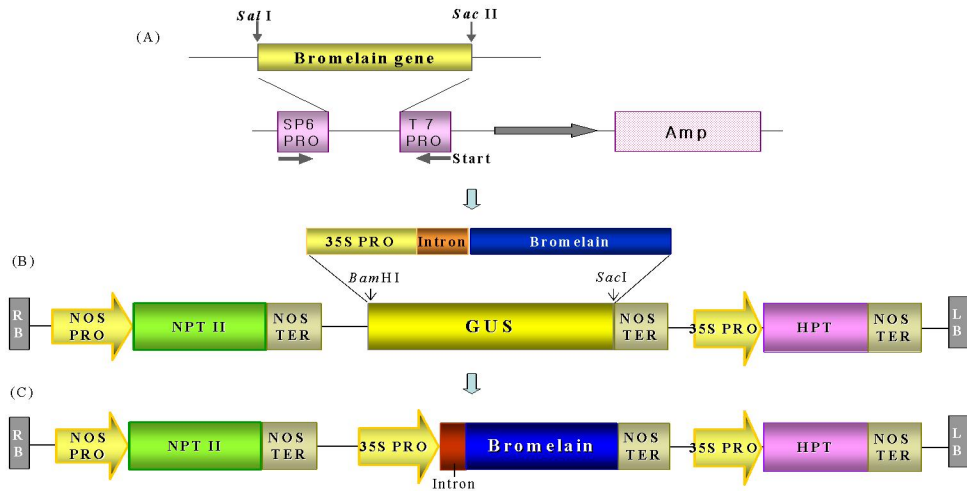 Sal I
Sac II
(A)
Bromelain gene
SP6
PRO
T 7
PRO
Start
Amp
35S PRO
Intron
Bromelain
(B)
BamHI
SacI
R
B
NOS
PRO
NPT II
NOS
TER
GUS
NOS
TER
35S PRO
HPT
NOS
TER
L
B
(C)
R
B
NOS
PRO
NPT II
NOS
TER
35S PRO
Bromelain
NOS
TER
35S PRO
HPT
NOS
TER
L
B
Intron